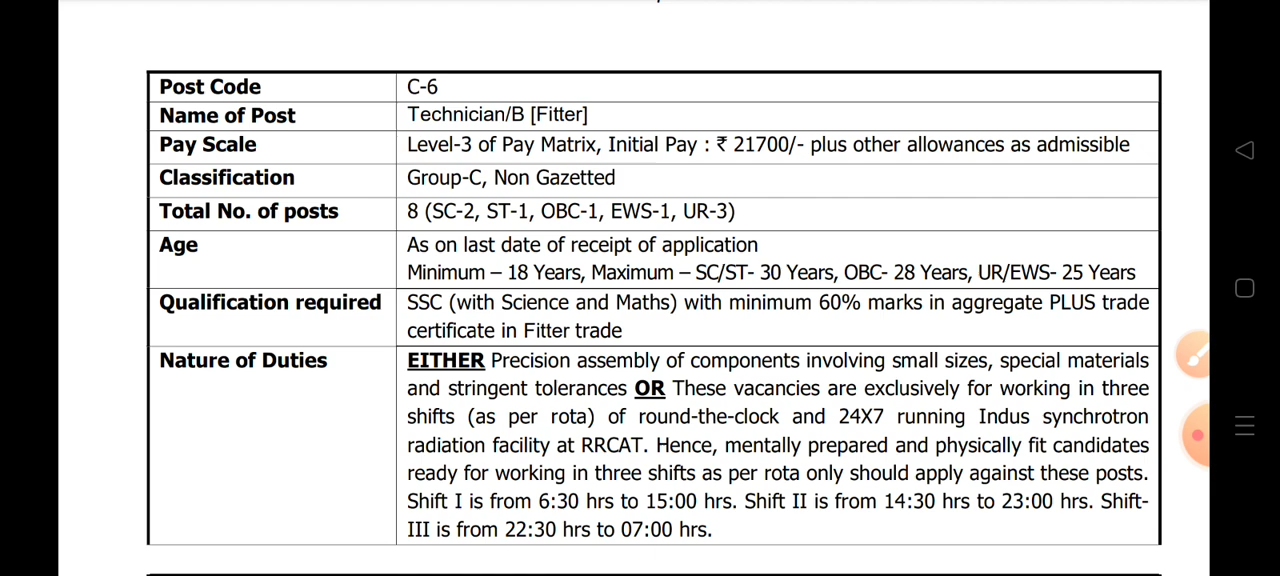 Post Code C-6
Name of Post Technician/B [Fitter]
Pay Scale Level-3 of Pay Matrix, Initial Pay : ₹ 21700/- plus other allowances as admissible
Classification Group-C, Non Gazetted
Total No. of posts 8 (SC-2, ST-1, OBC-1, EWS-1, UR-3)
Age As on last date of receipt of application
Minimum – 18 Years, Maximum – SC/ST- 30 Years, OBC- 28 Years, UR/EWS- 25 Years
Qualification required SSC (with Science and Maths) with minimum 60% marks in aggregate PLUS trade
certificate in Fitter trade
Nature of Duties EITHER Precision assembly of components involving small sizes, special materials
and stringent tolerances OR These vacancies are exclusively for working in three
shifts (as per rota) of round-the-clock and 24X7 running Indus synchrotron
radiation facility at RRCAT. Hence, mentally prepared and physically fit candidates
ready for working in three shifts as per rota only should apply against these posts.
Shift I is from 6:30 hrs to 15:00 hrs. Shift II is from 14:30 hrs to 23:00 hrs. Shift-
III is from 22:30 hrs to 07:00 hrs.